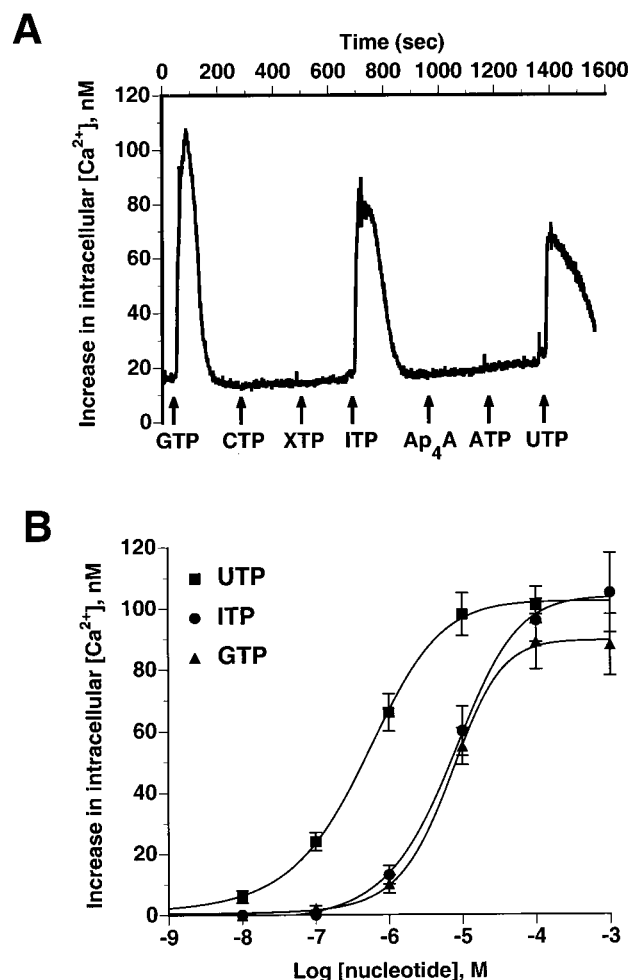 A
Time (sec)
0 200 400 600 800 1000 1200 1400 1600
Increase in intracellular [Ca²⁺], nM
120
100
80
60
40
20
0
GTP CTP XTP ITP Ap₄A ATP UTP
B
Increase in intracellular [Ca²⁺], nM
120
100
80
60
40
20
0
UTP
ITP
GTP
-9 -8 -7 -6 -5 -4 -3
Log [nucleotide], M